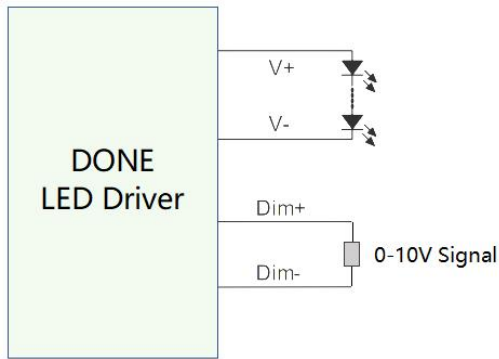 V+
V-
DONE
LED Driver
Dim+
0-10V Signal
Dim-